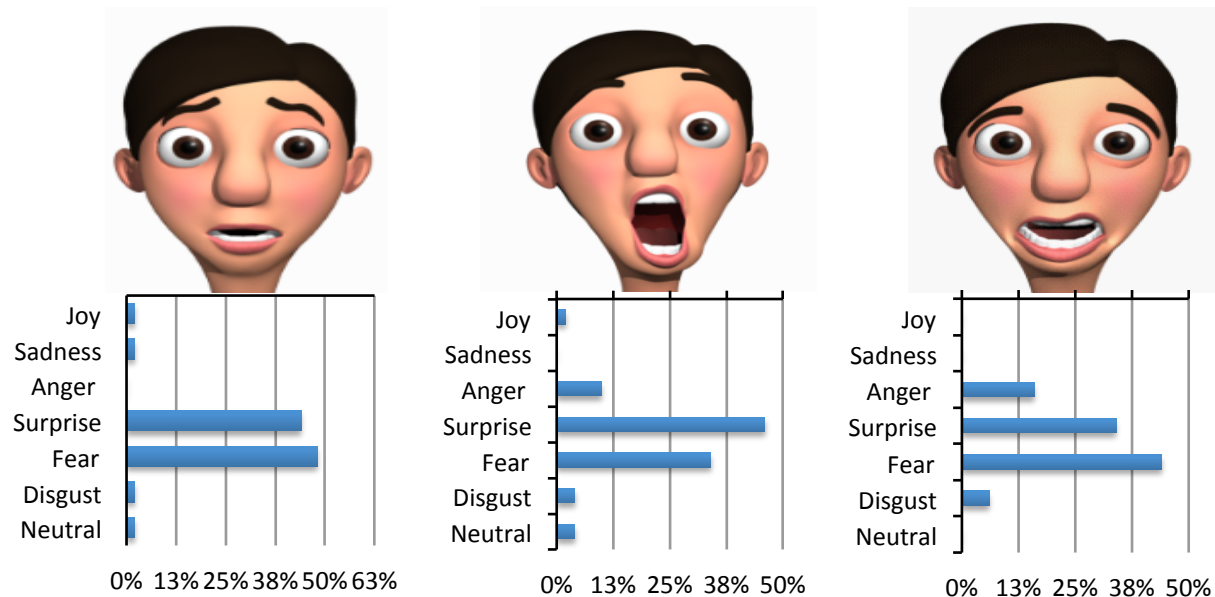 Joy
Sadness
Anger
Surprise
Fear
Disgust
Neutral
0% 13% 25% 38% 50% 63%
Joy
Sadness
Anger
Surprise
Fear
Disgust
Neutral
0% 13% 25% 38% 50%
Joy
Sadness
Anger
Surprise
Fear
Disgust
Neutral
0% 13% 25% 38% 50%